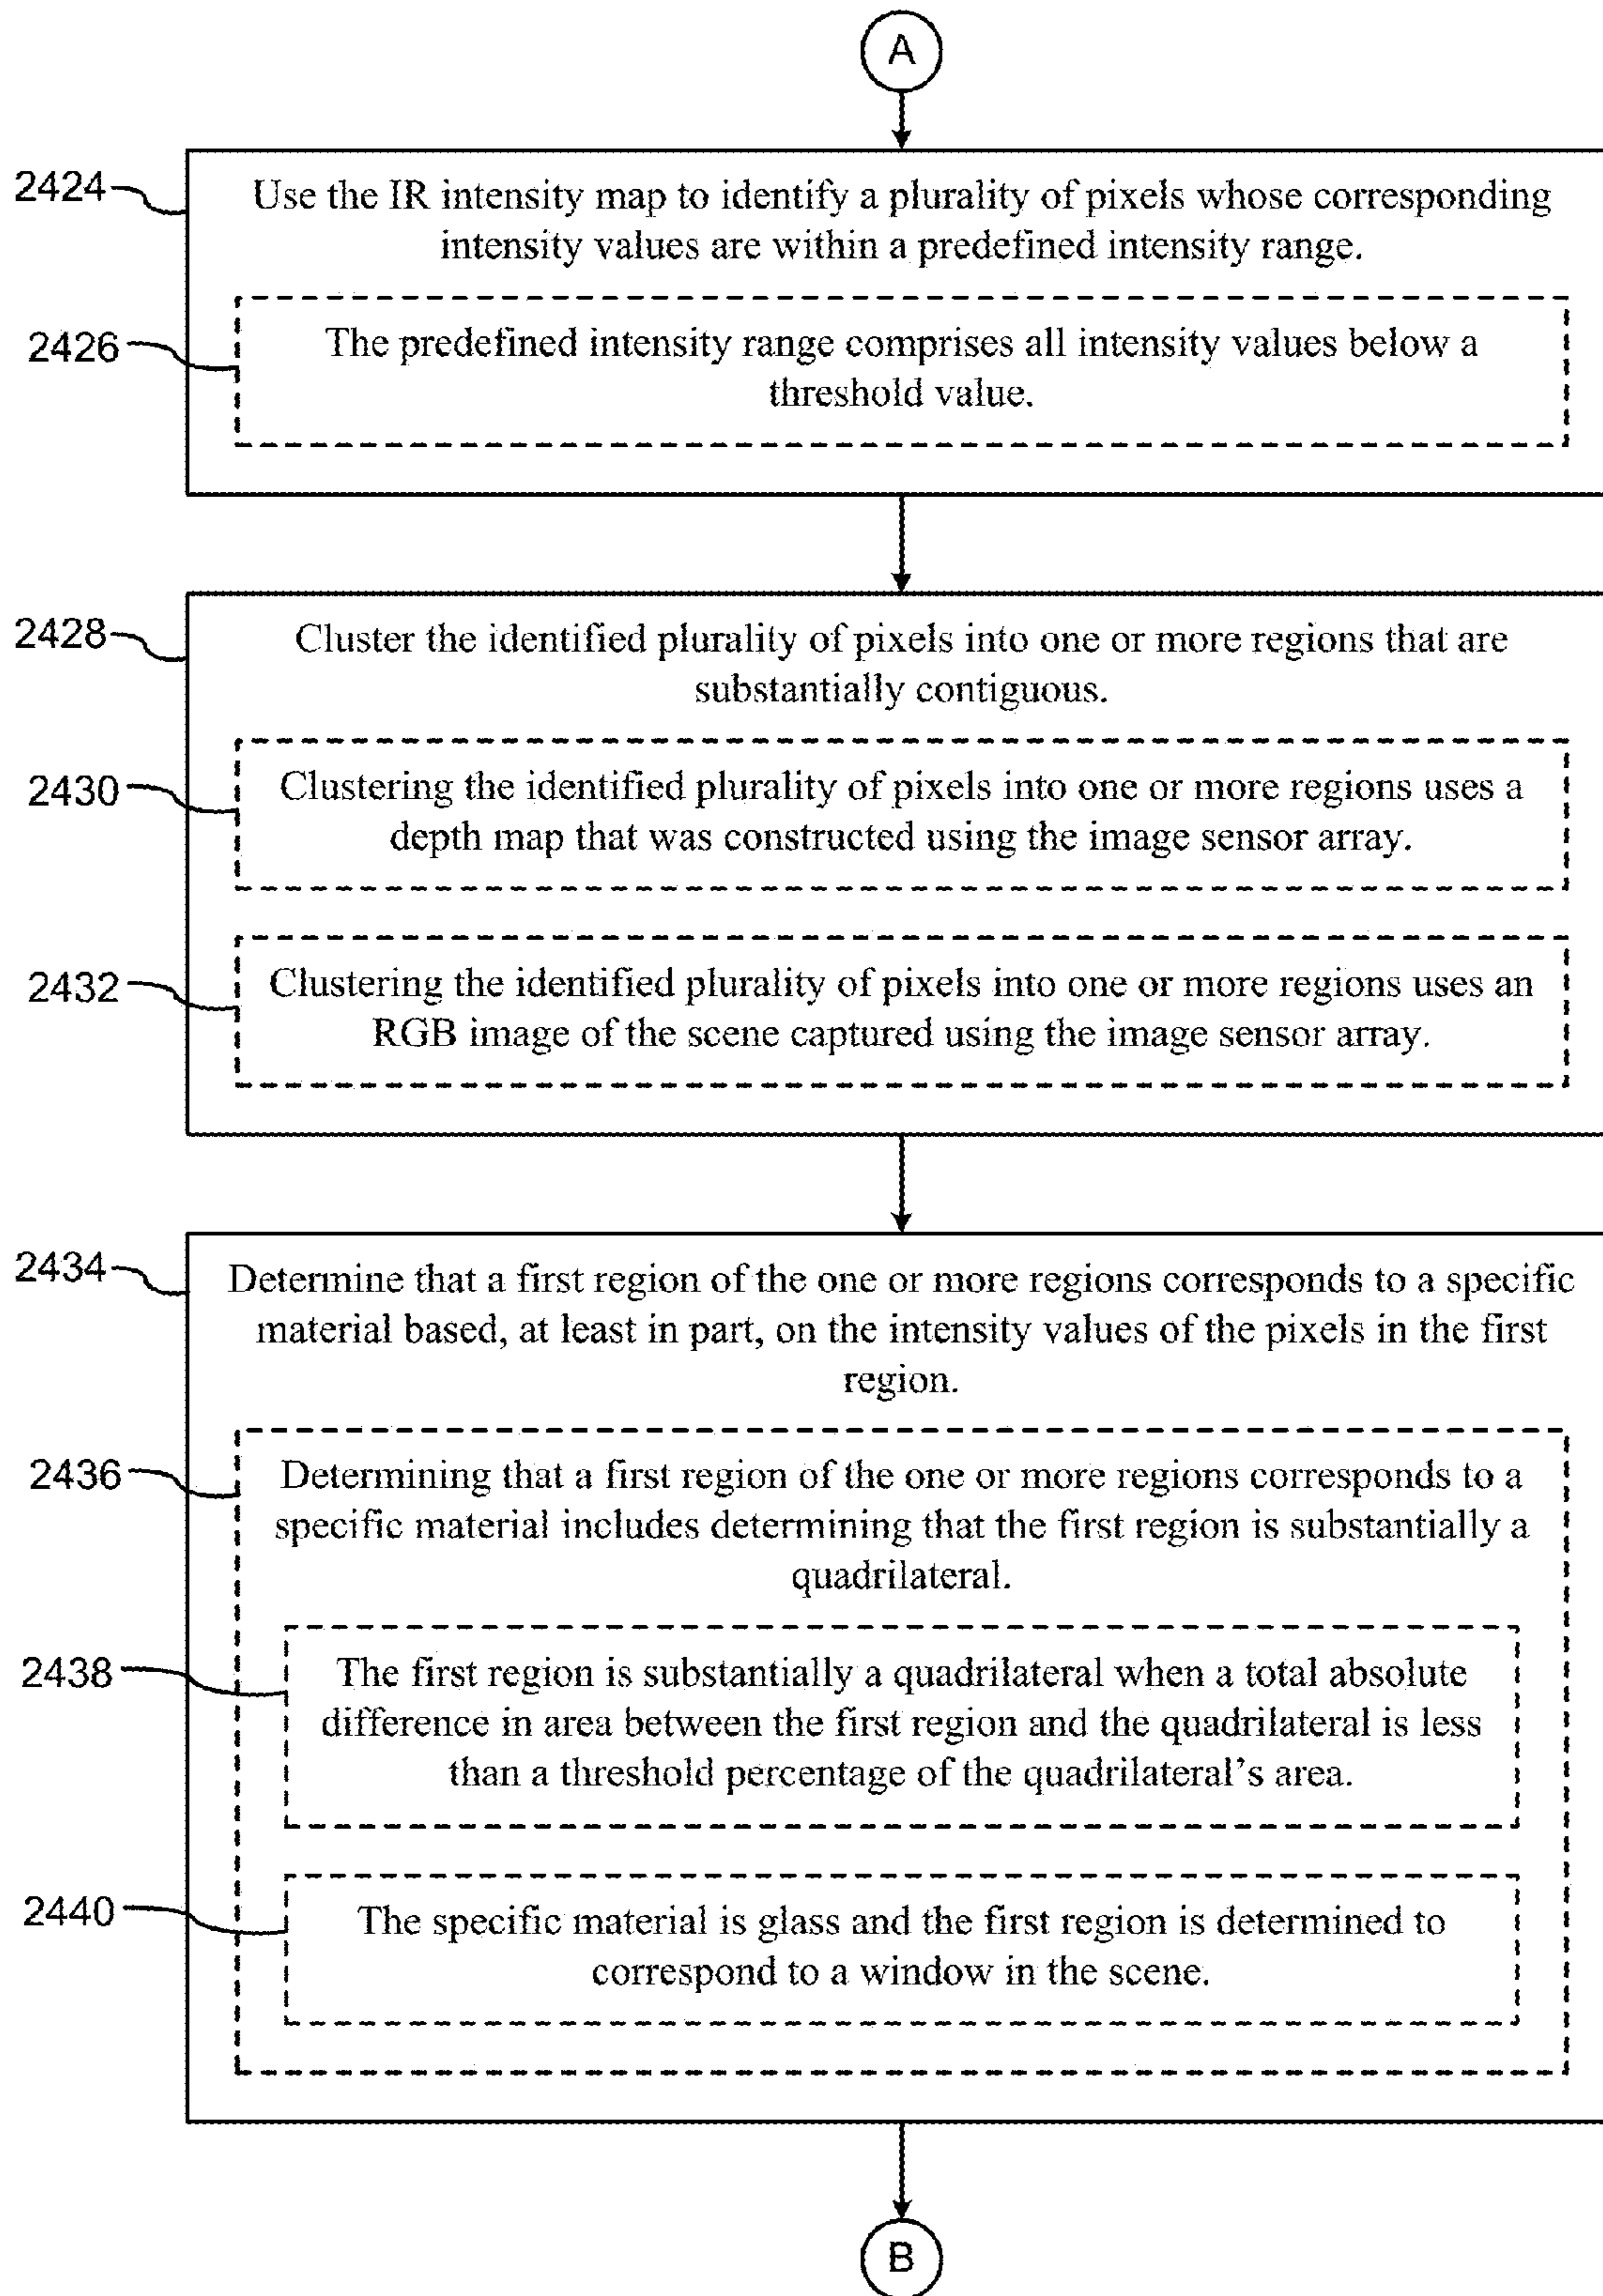 A
2424
Use the IR intensity map to identify a plurality of pixels whose corresponding
intensity values are within a predefined intensity range.
2426
The predefined intensity range comprises all intensity values below a
threshold value.
2428
Cluster the identified plurality of pixels into one or more regions that are
substantially contiguous.
2430
Clustering the identified plurality of pixels into one or more regions uses a
depth map that was constructed using the image sensor array.
2432
Clustering the identified plurality of pixels into one or more regions uses an
RGB image of the scene captured using the image sensor array.
2434
Determine that a first region of the one or more regions corresponds to a specific
material based, at least in part, on the intensity values of the pixels in the first
region.
2436
Determining that a first region of the one or more regions corresponds to a
specific material includes determining that the first region is substantially a
quadrilateral.
2438
The first region is substantially a quadrilateral when a total absolute
difference in area between the first region and the quadrilateral is less
than a threshold percentage of the quadrilateral's area.
2440
The specific material is glass and the first region is determined to
correspond to a window in the scene.
B